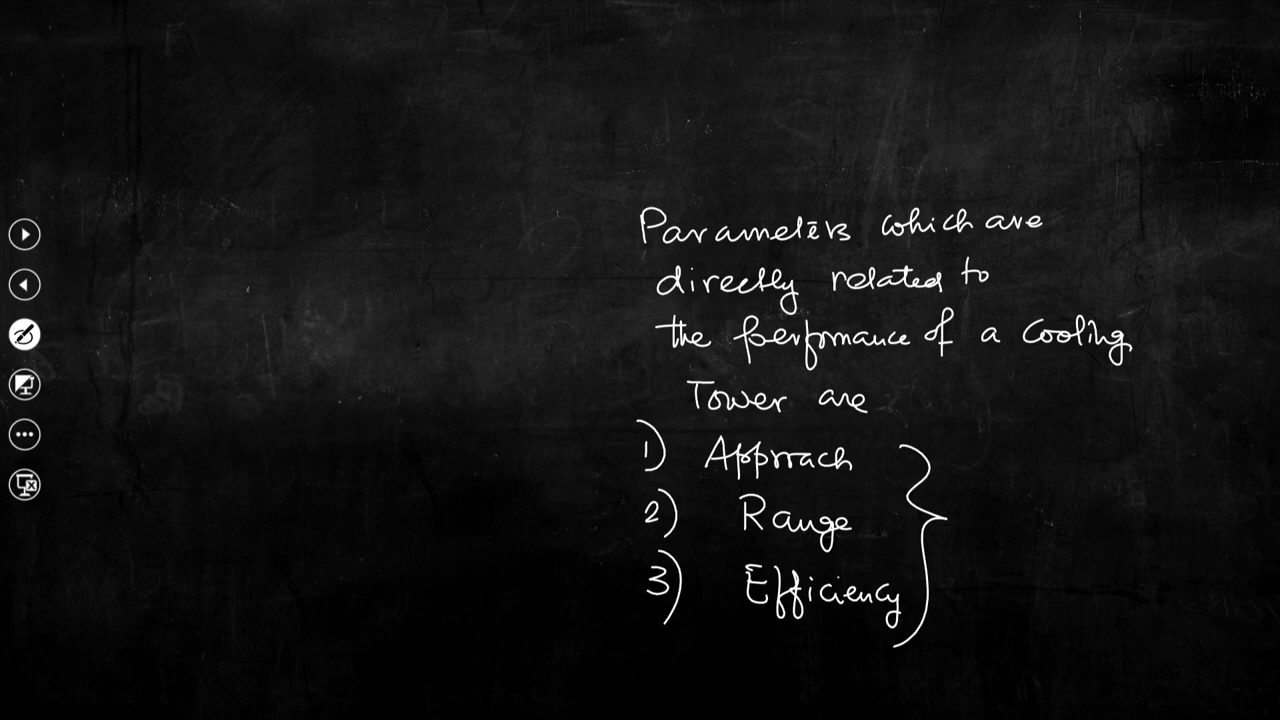 Parameters which are
directly related to
the performance of a Cooling
Tower are
1) Approach
2) Range
3) Efficiency